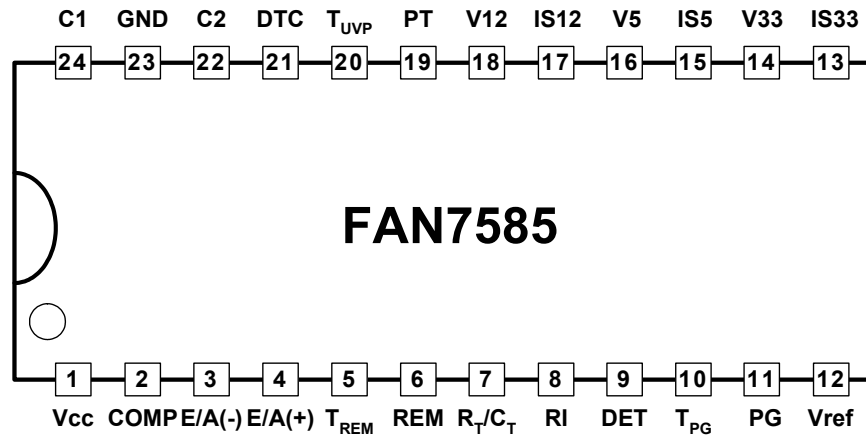 C1 GND C2 DTC TUVP PT V12 IS12 V5 IS5 V33 IS33
24 23 22 21 20 19 18 17 16 15 14 13
FAN7585
1 2 3 4 5 6 7 8 9 10 11 12
Vcc COMP E/A(-) E/A(+) TREM REM RT/CT RI DET TPG PG Vref